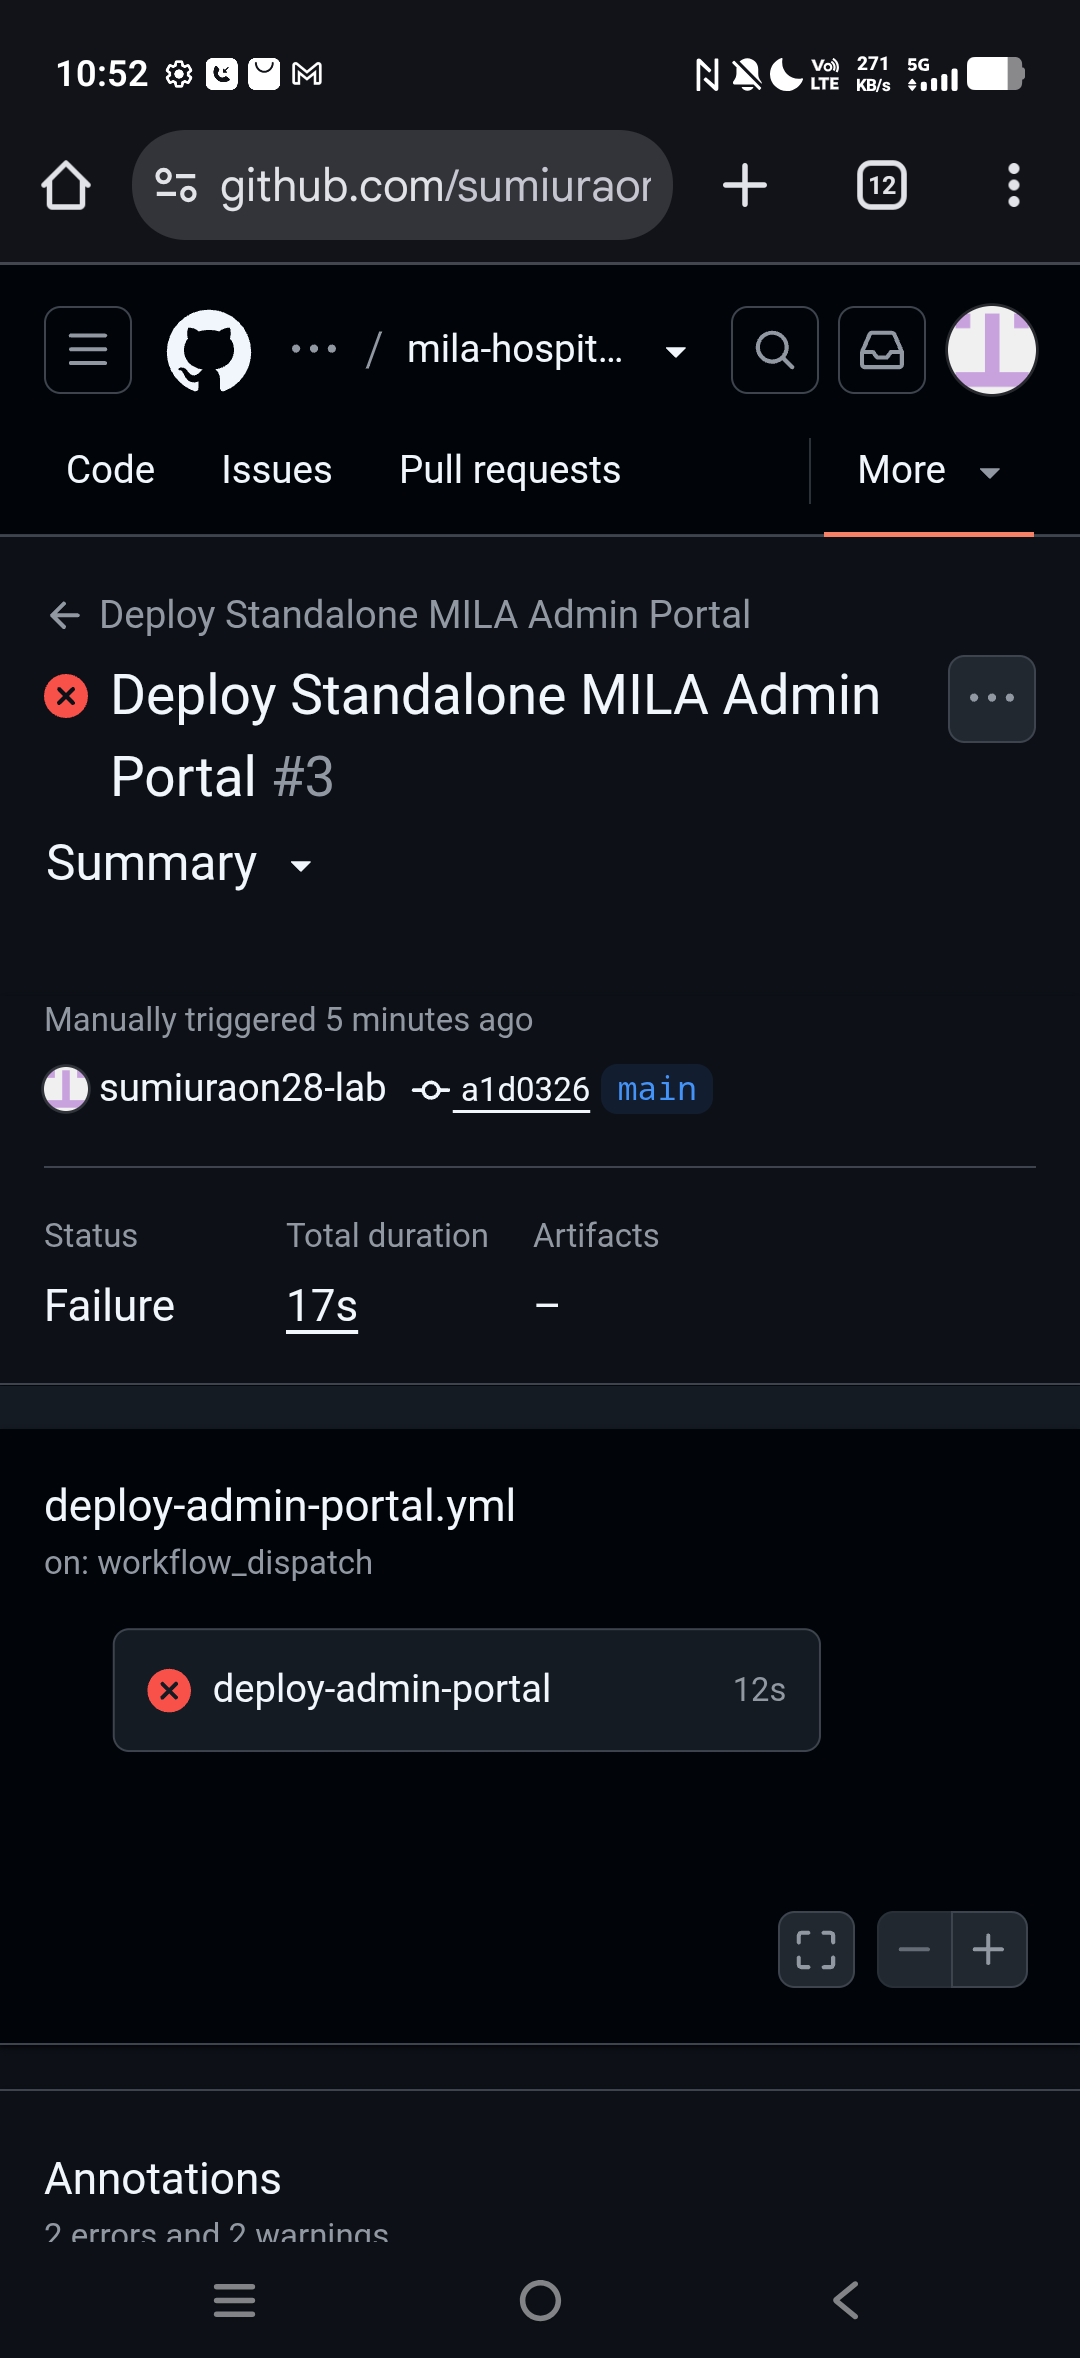 10:52
Vo) LTE
271 KB/s
5G
github.com/sumiuraor
12
/ mila-hospit...
Code Issues Pull requests More
Deploy Standalone MILA Admin Portal
Deploy Standalone MILA Admin
Portal #3
Summary
Manually triggered 5 minutes ago
sumiuraon28-lab a1d0326 main
Status Total duration Artifacts
Failure 17s –
deploy-admin-portal.yml
on: workflow_dispatch
deploy-admin-portal 12s
Annotations
2 errors and 2 warnings